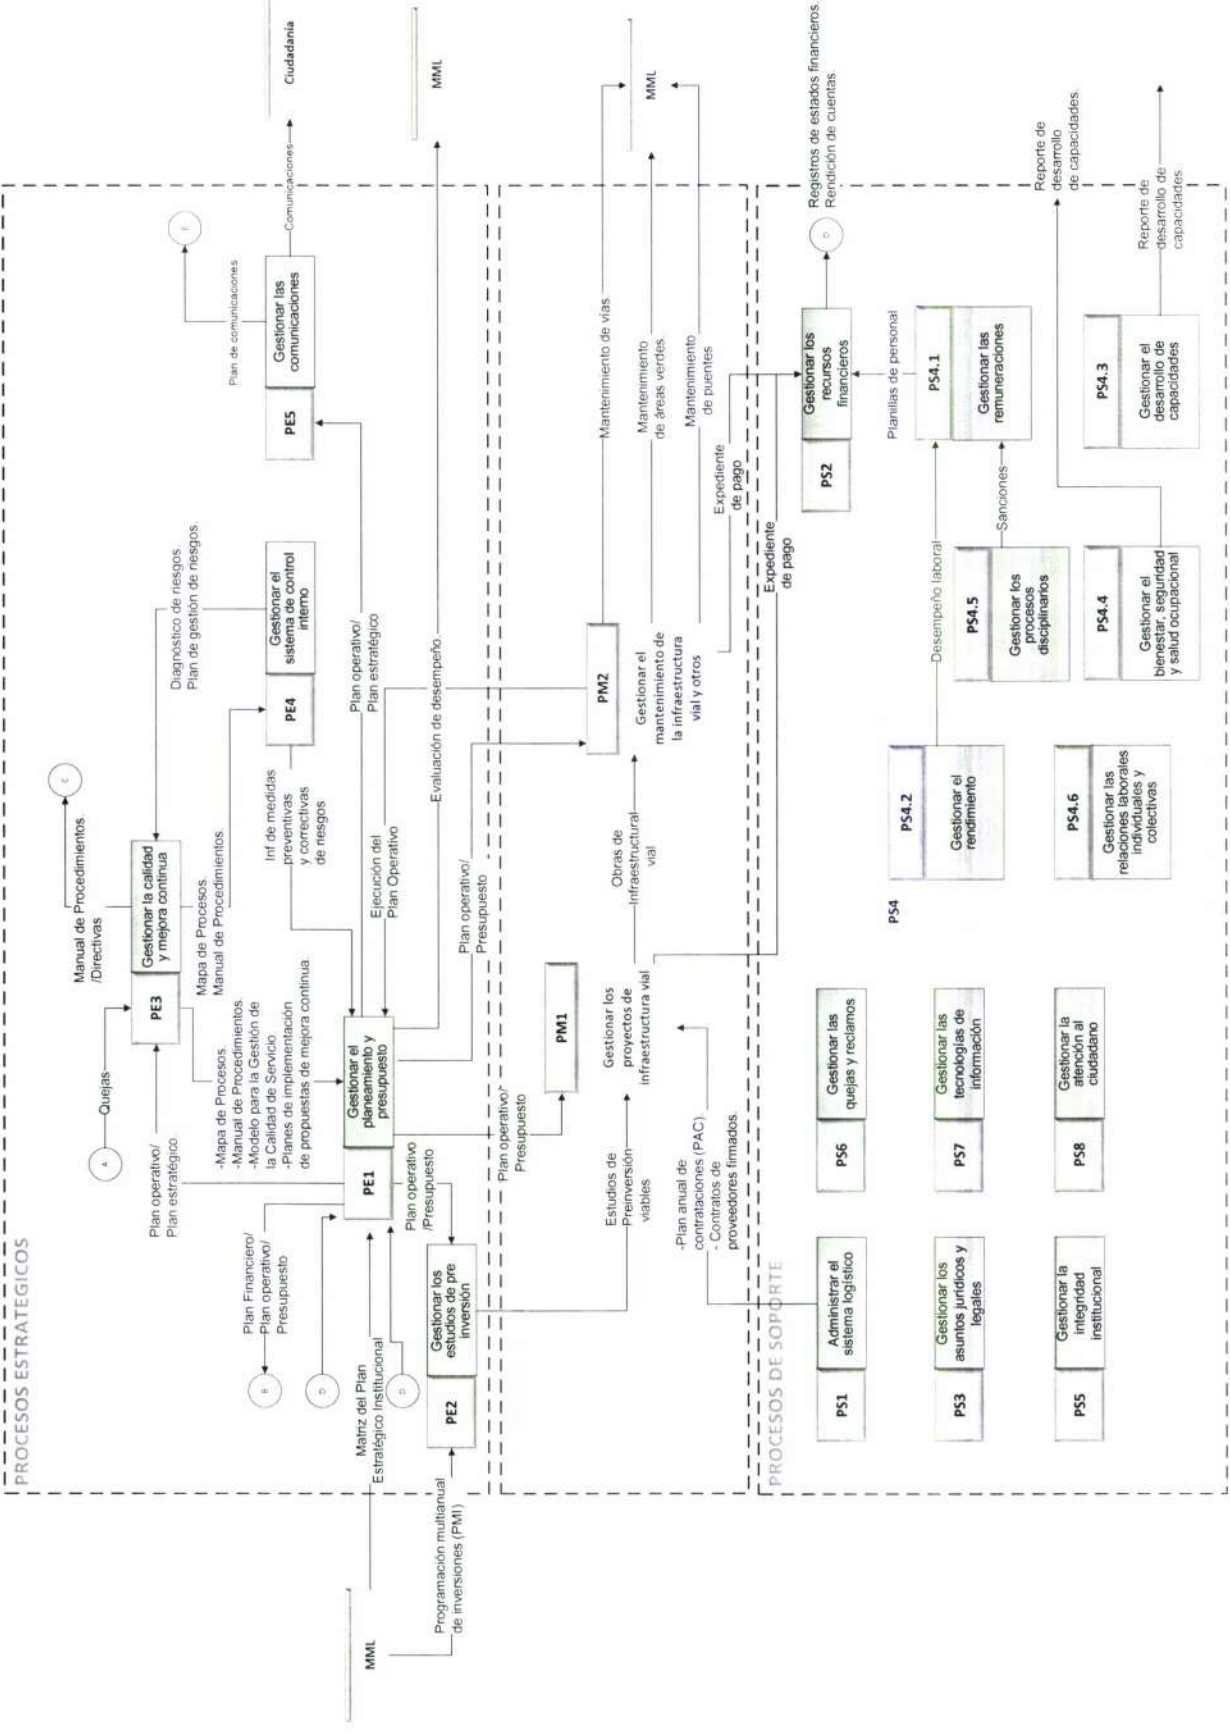 PROCESOS ESTRATEGICOS
MML
Programación multianual
de inversiones (PMI)
Matriz del Plan
Estratégico Institucional
PE2
Gestionar los
estudios de pre
inversión
B
D
D
Plan Financiero/
Plan operativo/
Presupuesto
PE1
Gestionar el
planeamiento y
presupuesto
Plan operativo
/Presupuesto
A
Quejas
Plan operativo/
Plan estratégico
PE3
Gestionar la calidad
y mejora continua
-Mapa de Procesos.
-Manual de Procedimientos.
-Modelo para la Gestión de
la Calidad de Servicio
-Planes de implementación
de propuestas de mejora continua.
Manual de Procedimientos
/Directivas
C
Mapa de Procesos.
Manual de Procedimientos.
Diagnóstico de riesgos.
Plan de gestión de riesgos.
PE4
Gestionar el
sistema de control
interno
Inf de medidas
preventivas
y correctivas
de riesgos
Plan operativo/
Plan estratégico
Ejecución del
Plan Operativo
Evaluación de desempeño
Plan operativo/
Presupuesto
PE5
Gestionar las
comunicaciones
Plan de comunicaciones
E
Comunicaciones
Ciudadanía
MML
Plan operativo/
Presupuesto
Estudios de
Preinversión
viables
PM1
Gestionar los
proyectos de
infraestructura vial
-Plan anual de
contrataciones (PAC).
- Contratos de
proveedores firmados.
Obras de
Infraestructural
vial
PM2
Gestionar el
mantenimiento de
la infraestructura
vial y otros
Mantenimiento de vías
Mantenimiento
de áreas verdes
Mantenimiento
de puentes
MML
Expediente
de pago
Expediente
de pago
PROCESOS DE SOPORTE
PS1
Administrar el
sistema logístico
PS6
Gestionar las
quejas y reclamos
PS3
Gestionar los
asuntos jurídicos y
legales
PS7
Gestionar las
tecnologías de
información
PS5
Gestionar la
integridad
institucional
PS8
Gestionar la
atención al
ciudadano
PS4
PS4.2
Gestionar el
rendimiento
Desempeño laboral
PS4.6
Gestionar las
relaciones laborales
individuales y
colectivas
PS4.5
Gestionar los
procesos
disciplinarios
Sanciones
PS4.4
Gestionar el
bienestar, seguridad
y salud ocupacional
PS2
Gestionar los
recursos
financieros
D
Registros de estados financieros.
Rendición de cuentas.
Planillas de personal
PS4.1
Gestionar las
remuneraciones
PS4.3
Gestionar el
desarrollo de
capacidades
Reporte de
desarrollo
de capacidades.
Reporte de
desarrollo de
capacidades